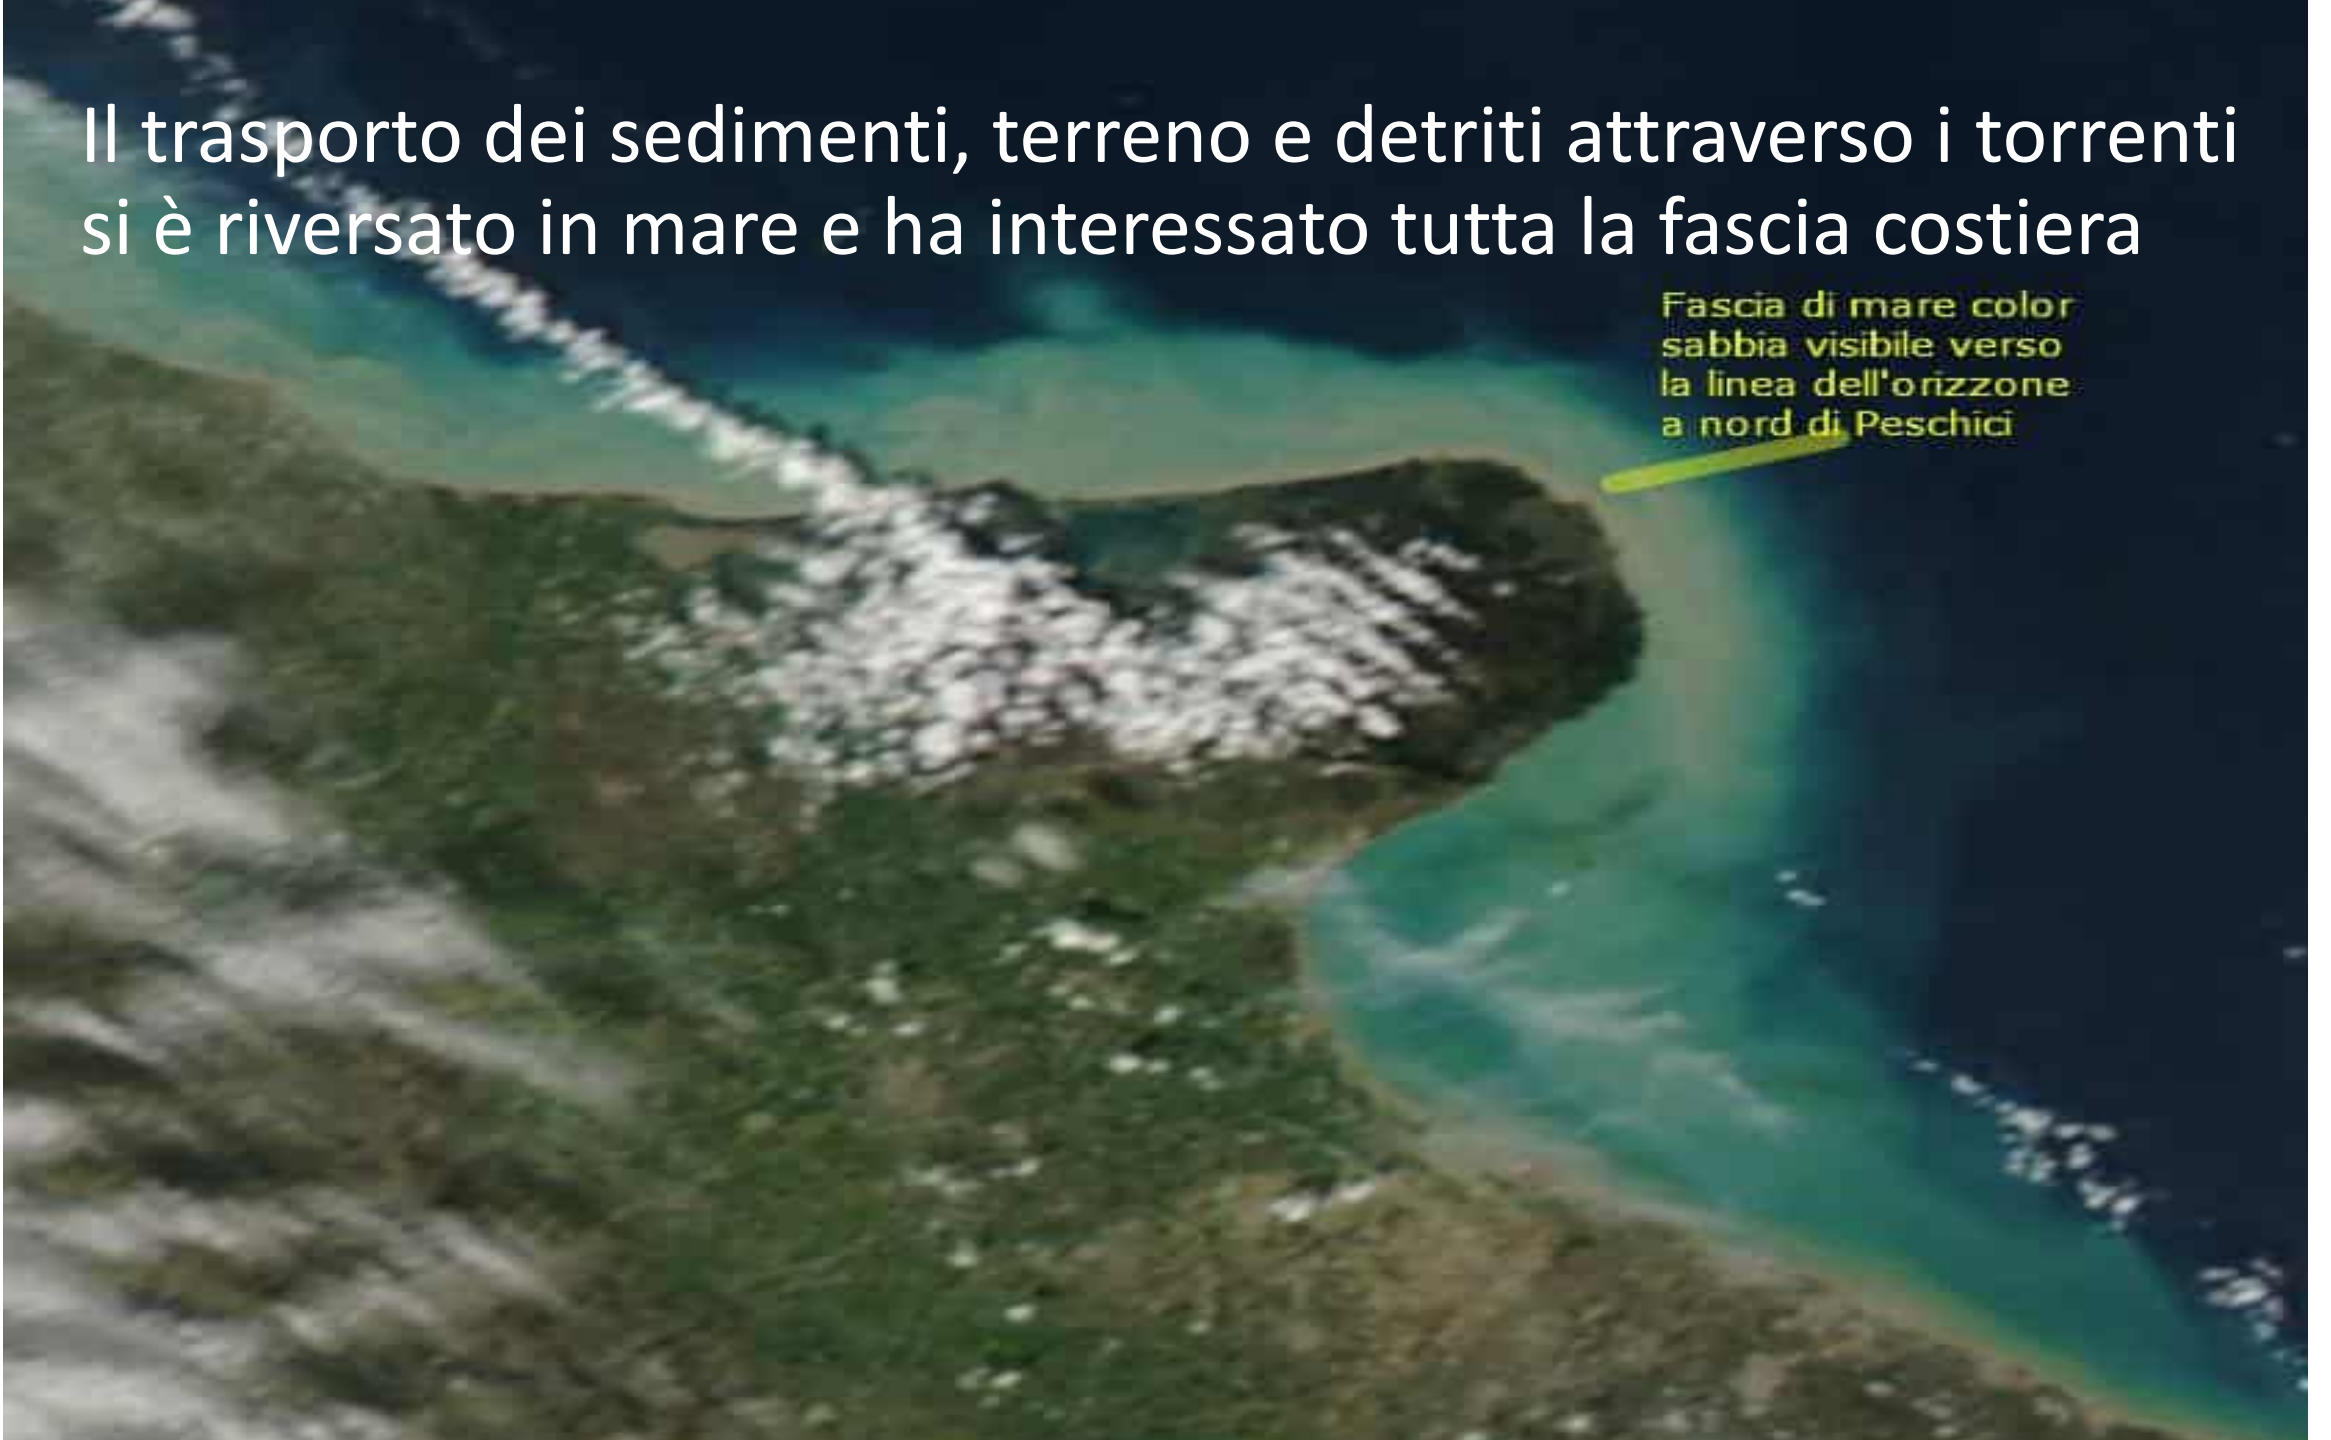 Il trasporto dei sedimenti, terreno e detriti attraverso i torrenti
si è riversato in mare e ha interessato tutta la fascia costiera
Fascia di mare color
sabbia visibile verso
la linea dell'orizzone
a nord di Peschici